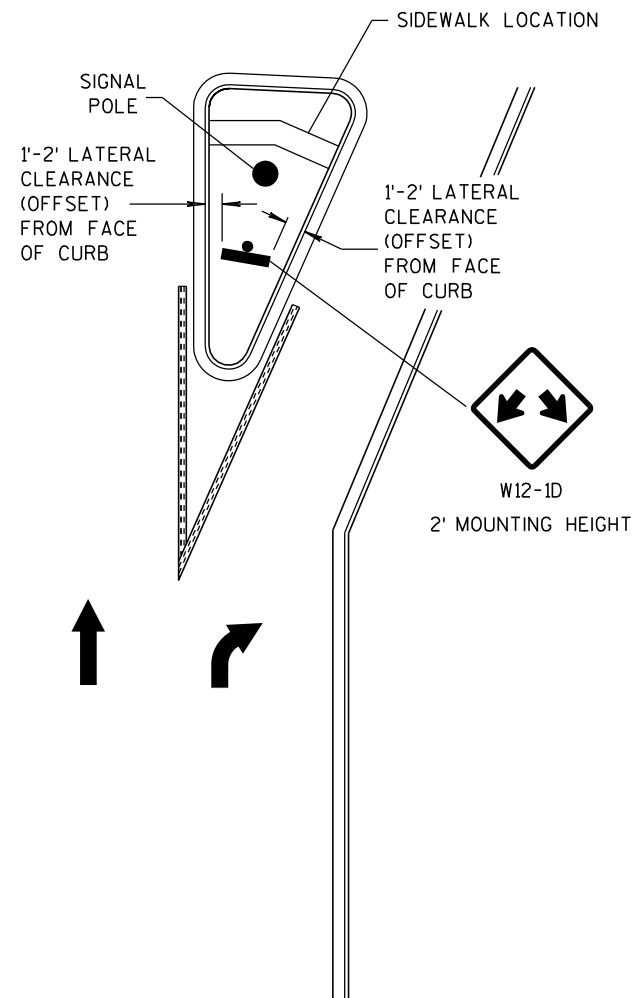 SIDEWALK LOCATION
SIGNAL
POLE
1'-2' LATERAL
CLEARANCE
(OFFSET)
FROM FACE
OF CURB
1'-2' LATERAL
CLEARANCE
(OFFSET)
FROM FACE
OF CURB
W12-1D
2' MOUNTING HEIGHT